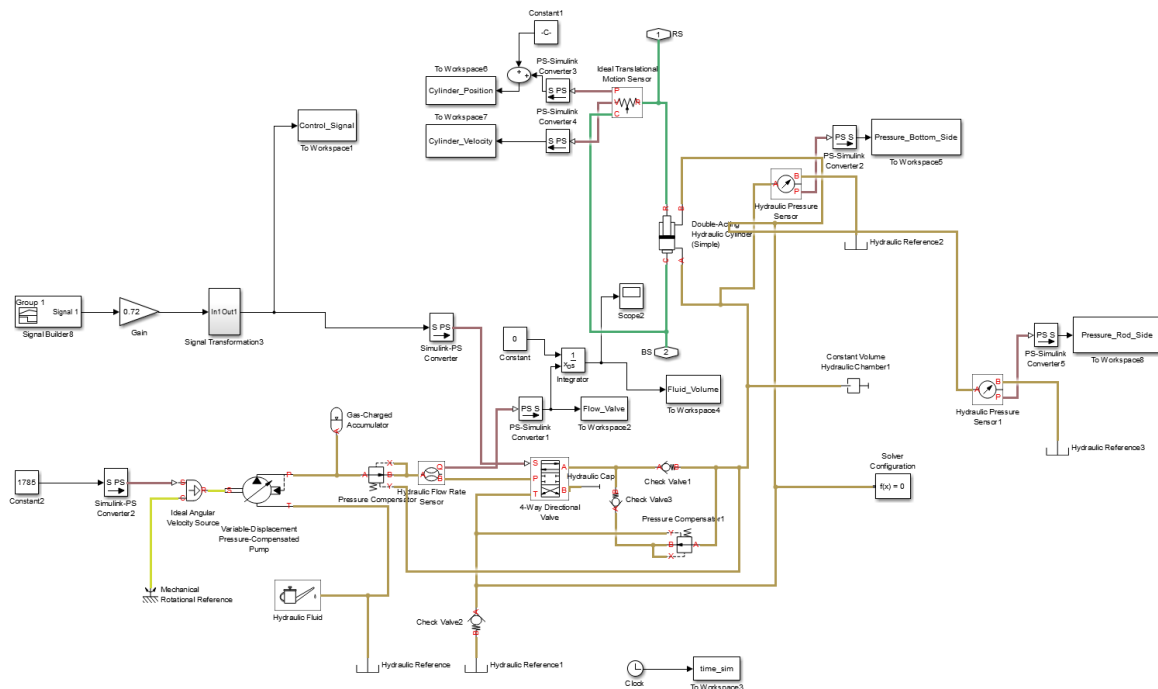 Constant1
-C-
1
RS
To Workspace6
PS-Simulink
Converter3
Ideal Translational
Motion Sensor
Cylinder_Position
+
+
S PS
P
V
R
C
To Workspace7
PS-Simulink
Converter4
Cylinder_Velocity
S PS
Control_Signal
To Workspace1
PS S
Pressure_Bottom_Side
PS-Simulink
Converter2
To Workspace5
A
B
P
Hydraulic Pressure
Sensor
R
B
Double-Acting
Hydraulic Cylinder
(Simple)
C
A
Hydraulic Reference2
Group 1
Signal 1
Signal Builder8
0.72
Gain
In1 Out1
Signal Transformation3
S PS
Simulink-PS
Converter
Scope2
0
Constant
1
s
xo
Integrator
BS
2
PS S
Pressure_Rod_Side
PS-Simulink
Converter5
To Workspace8
Constant Volume
Hydraulic Chamber1
A
B
P
Hydraulic Pressure
Sensor1
Hydraulic Reference3
PS S
PS-Simulink
Converter1
Flow_Valve
To Workspace2
Fluid_Volume
To Workspace4
Gas-Charged
Accumulator
A
X
A
B
Y
Pressure Compensator
Q
A
B
Hydraulic Flow Rate
Sensor
S
P
T
A
B
4-Way Directional
Valve
Hydraulic Cap
A
B
Check Valve1
B
A
Check Valve3
Pressure Compensator1
Y
B
A
X
Solver
Configuration
f(x) = 0
1785
Constant2
S PS
Simulink-PS
Converter2
S
R
C
Ideal Angular
Velocity Source
S
P
T
Variable-Displacement
Pressure-Compensated
Pump
Mechanical
Rotational Reference
Hydraulic Fluid
Hydraulic Reference
Check Valve2
A
B
Hydraulic Reference1
Clock
time_sim
To Workspace3